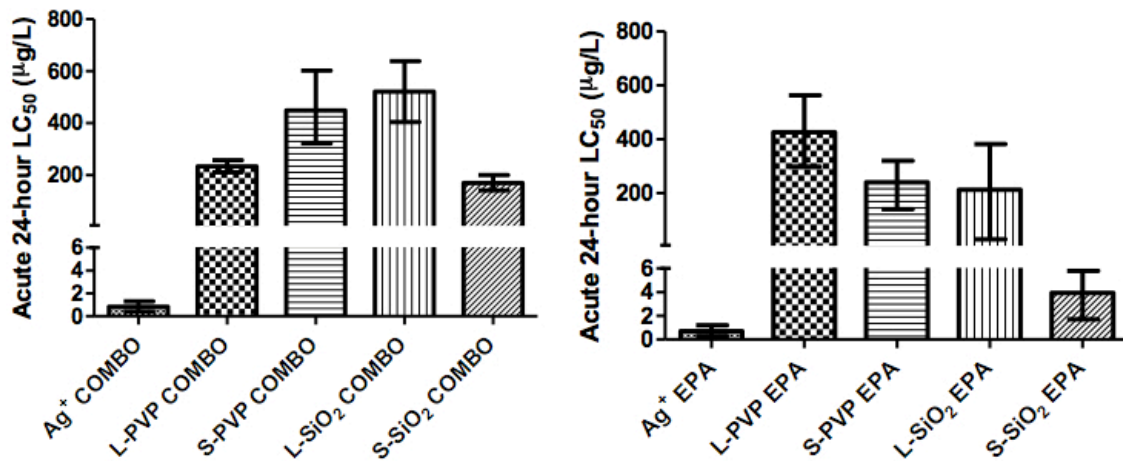 Acute 24-hour LC₅₀ (µg/L)
800
600
400
200
6
4
2
0
Ag⁺ COMBO
L-PVP COMBO
S-PVP COMBO
L-SiO₂ COMBO
S-SiO₂ COMBO
Acute 24-hour LC₅₀ (µg/L)
800
600
400
200
6
4
2
0
Ag⁺ EPA
L-PVP EPA
S-PVP EPA
L-SiO₂ EPA
S-SiO₂ EPA